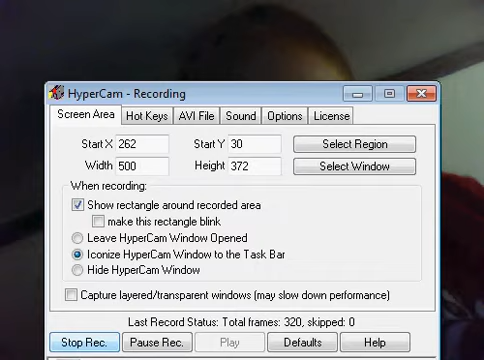 HyperCam - Recording
Screen Area Hot Keys AVI File Sound Options License
Start X 262 Start Y 30 Select Region
Width 500 Height 372 Select Window
When recording:
Show rectangle around recorded area
make this rectangle blink
Leave HyperCam Window Opened
Iconize HyperCam Window to the Task Bar
Hide HyperCam Window
Capture layered/transparent windows (may slow down performance)
Last Record Status: Total frames: 320, skipped: 0
Stop Rec. Pause Rec. Play Defaults Help